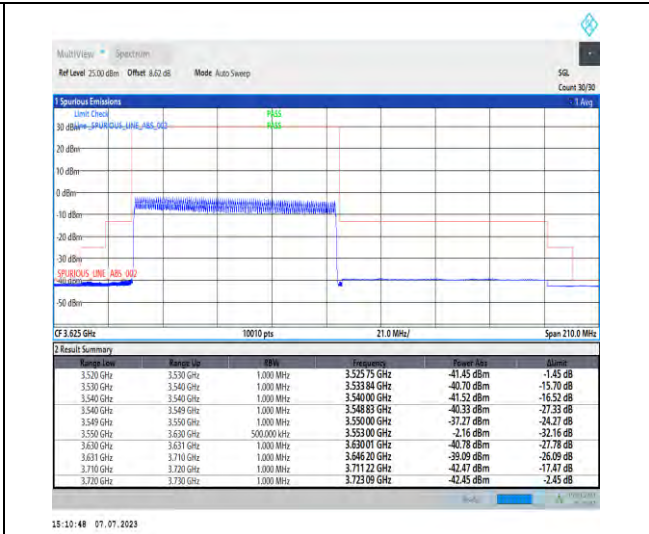 MultiView Spectrum
Ref Level 25.00 dBm Offset 8.62 dB Mode Auto Sweep SGL
Count 30/30
1 Spurious Emissions 1 Avg
Limit Check PASS
30 dBm Line _SPURIOUS_LINE_ABS_002 PASS
20 dBm
10 dBm
0 dBm
-10 dBm
-20 dBm
-30 dBm
SPURIOUS_LINE_ABS_002
-40 dBm
-50 dBm
CF 3.625 GHz 10010 pts 21.0 MHz/ Span 210.0 MHz
2 Result Summary
Range Low Range Up RBW Frequency Power Abs ΔLimit
3.520 GHz 3.530 GHz 1.000 MHz 3.525 75 GHz -41.45 dBm -1.45 dB
3.530 GHz 3.540 GHz 1.000 MHz 3.533 84 GHz -40.70 dBm -15.70 dB
3.540 GHz 3.540 GHz 1.000 MHz 3.540 00 GHz -41.52 dBm -16.52 dB
3.540 GHz 3.549 GHz 1.000 MHz 3.548 83 GHz -40.33 dBm -27.33 dB
3.549 GHz 3.550 GHz 1.000 MHz 3.550 00 GHz -37.27 dBm -24.27 dB
3.550 GHz 3.630 GHz 500.000 kHz 3.553 00 GHz -2.16 dBm -32.16 dB
3.630 GHz 3.631 GHz 1.000 MHz 3.630 01 GHz -40.78 dBm -27.78 dB
3.631 GHz 3.710 GHz 1.000 MHz 3.646 20 GHz -39.09 dBm -26.09 dB
3.710 GHz 3.720 GHz 1.000 MHz 3.711 22 GHz -42.47 dBm -17.47 dB
3.720 GHz 3.730 GHz 1.000 MHz 3.723 09 GHz -42.45 dBm -2.45 dB
15:10:48 07.07.2023